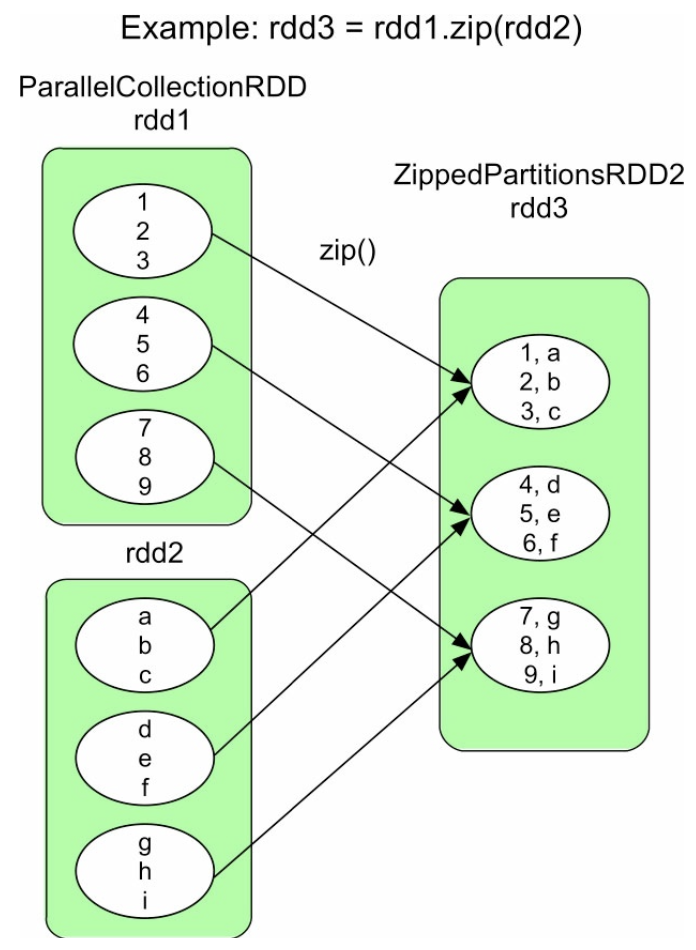 Example: rdd3 = rdd1.zip(rdd2)
ParallelCollectionRDD
rdd1
1
2
3
4
5
6
7
8
9
rdd2
a
b
c
d
e
f
g
h
i
zip()
ZippedPartitionsRDD2
rdd3
1, a
2, b
3, c
4, d
5, e
6, f
7, g
8, h
9, i